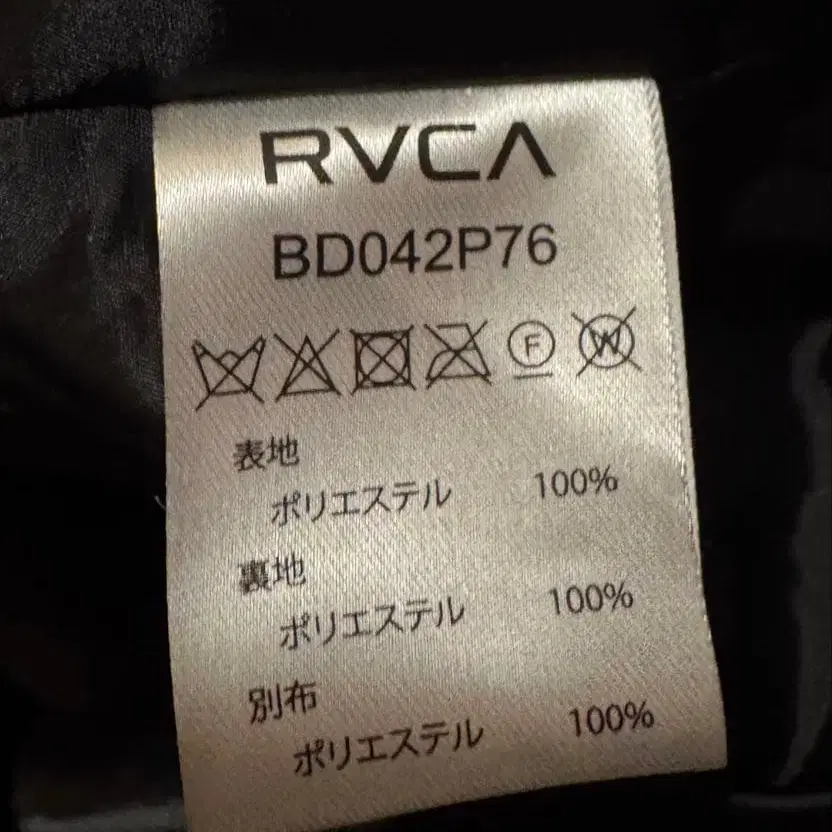 RVCA
BD042P76
F W
表地
ポリエステル 100%
裏地
ポリエステル 100%
別布
ポリエステル 100%